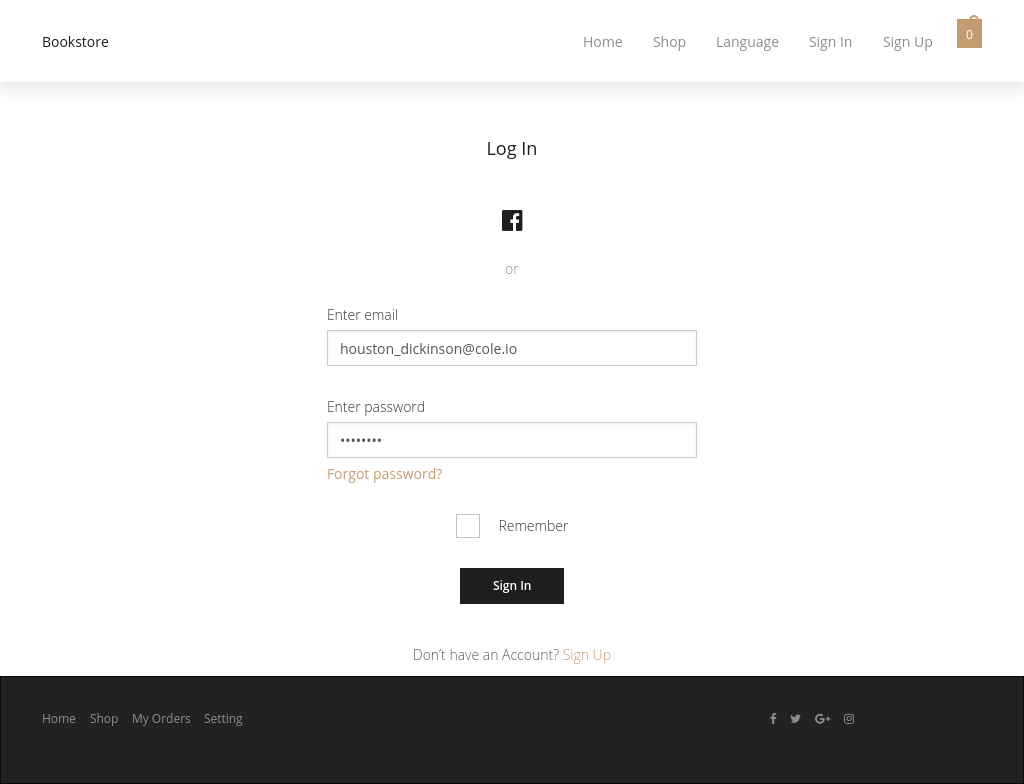 Bookstore
Home Shop Language Sign In Sign Up 0
Log In
or
Enter email
houston_dickinson@cole.io
Enter password
••••••••
Forgot password?
Remember
Sign In
Don't have an Account? Sign Up
Home Shop My Orders Setting